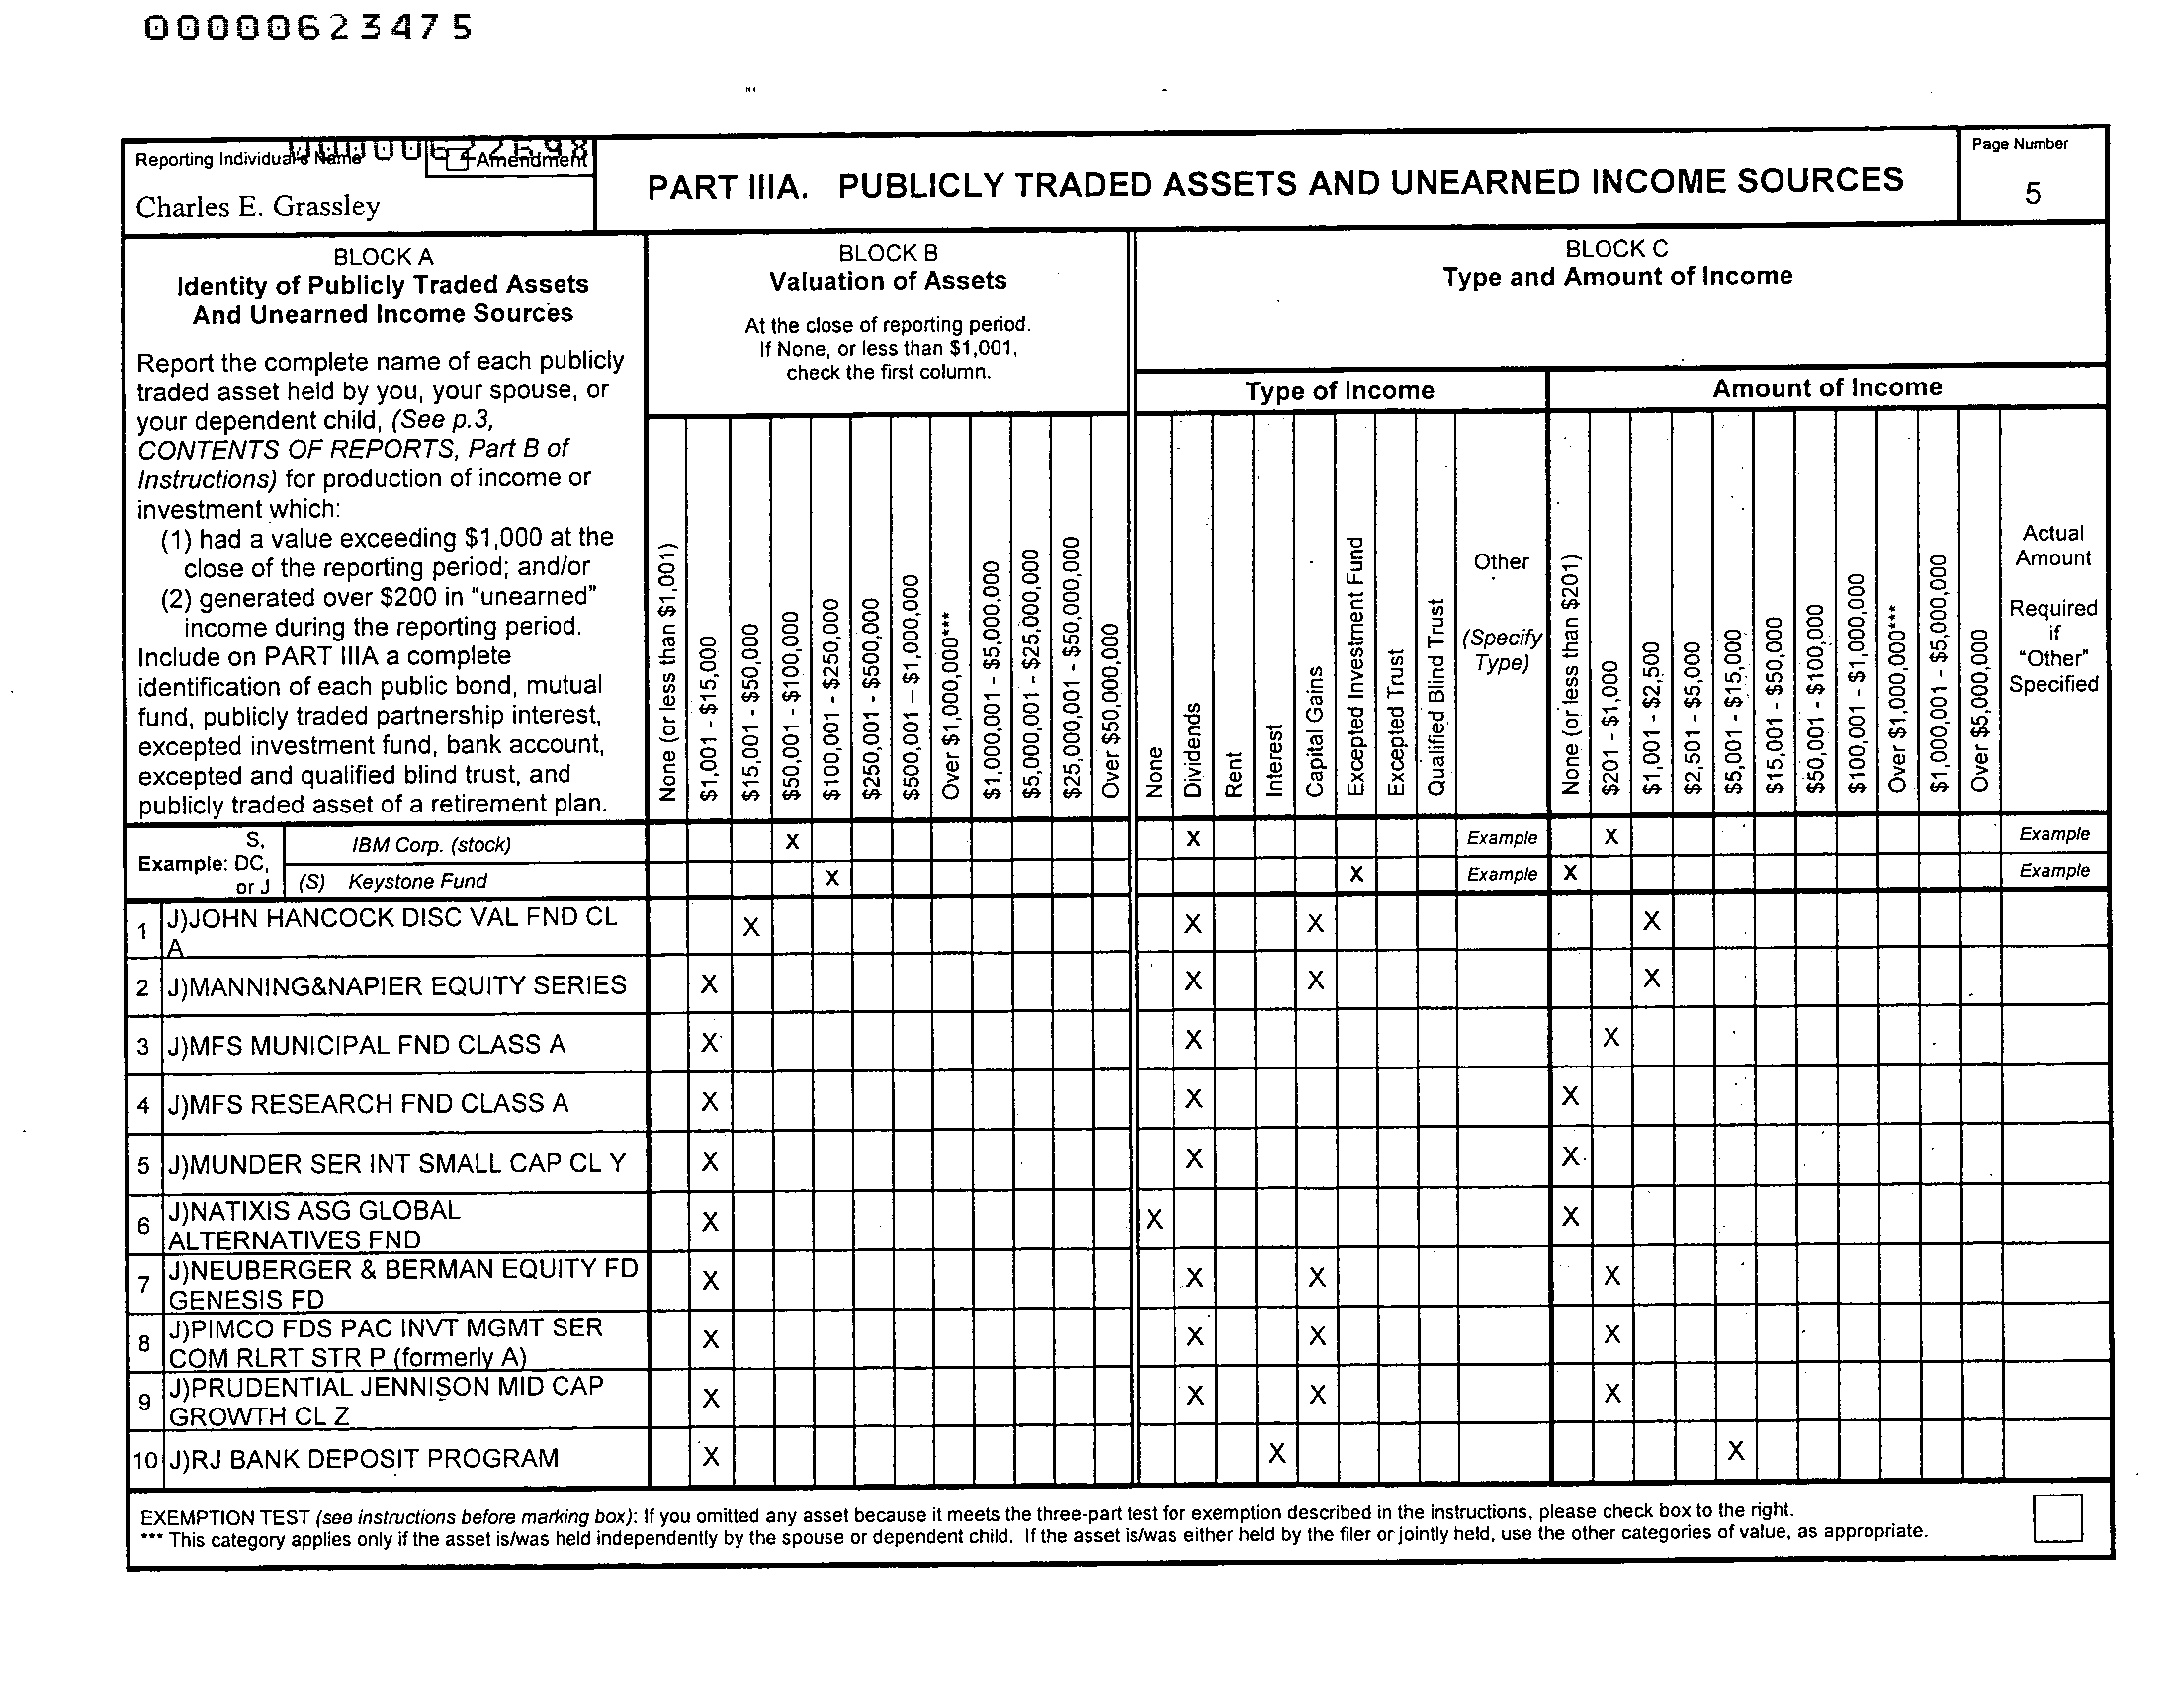 00000623475
Reporting Individual's Name
Amendment
Charles E. Grassley
PART IIIA. PUBLICLY TRADED ASSETS AND UNEARNED INCOME SOURCES
Page Number
5
BLOCK A
Identity of Publicly Traded Assets
And Unearned Income Sources
Report the complete name of each publicly
traded asset held by you, your spouse, or
your dependent child, (See p.3,
CONTENTS OF REPORTS, Part B of
Instructions) for production of income or
investment which:
(1) had a value exceeding $1,000 at the
close of the reporting period; and/or
(2) generated over $200 in "unearned"
income during the reporting period.
Include on PART IIIA a complete
identification of each public bond, mutual
fund, publicly traded partnership interest,
excepted investment fund, bank account,
excepted and qualified blind trust, and
publicly traded asset of a retirement plan.
BLOCK B
Valuation of Assets
At the close of reporting period.
If None, or less than $1,001,
check the first column.
None (or less than $1,001)
$1,001 - $15,000
$15,001 - $50,000
$50,001 - $100,000
$100,001 - $250,000
$250,001 - $500,000
$500,001 – $1,000,000
Over $1,000,000***
$1,000,001 - $5,000,000
$5,000,001 - $25,000,000
$25,000,001 - $50,000,000
Over $50,000,000
BLOCK C
Type and Amount of Income
Type of Income
None
Dividends
Rent
Interest
Capital Gains
Excepted Investment Fund
Excepted Trust
Qualified Blind Trust
Other
(Specify
Type)
Amount of Income
None (or less than $201)
$201 - $1,000
$1,001 - $2,500
$2,501 - $5,000
$5,001 - $15,000
$15,001 - $50,000
$50,001 - $100,000
$100,001 - $1,000,000
Over $1,000,000***
$1,000,001 - $5,000,000
Over $5,000,000
Actual
Amount
Required
if
"Other"
Specified
Example: S, DC, or J
IBM Corp. (stock) X X Example X Example
(S) Keystone Fund X X Example X Example
1 J)JOHN HANCOCK DISC VAL FND CL X X X X
A
2 J)MANNING&NAPIER EQUITY SERIES X X X X
3 J)MFS MUNICIPAL FND CLASS A X X X
4 J)MFS RESEARCH FND CLASS A X X X
5 J)MUNDER SER INT SMALL CAP CL Y X X X
6 J)NATIXIS ASG GLOBAL X X X
ALTERNATIVES FND
7 J)NEUBERGER & BERMAN EQUITY FD X X X X
GENESIS FD
8 J)PIMCO FDS PAC INVT MGMT SER X X X X
COM RLRT STR P (formerly A)
9 J)PRUDENTIAL JENNISON MID CAP X X X X
GROWTH CL Z
10 J)RJ BANK DEPOSIT PROGRAM X X X
EXEMPTION TEST (see instructions before marking box): If you omitted any asset because it meets the three-part test for exemption described in the instructions, please check box to the right.
*** This category applies only if the asset is/was held independently by the spouse or dependent child. If the asset is/was either held by the filer or jointly held, use the other categories of value, as appropriate.